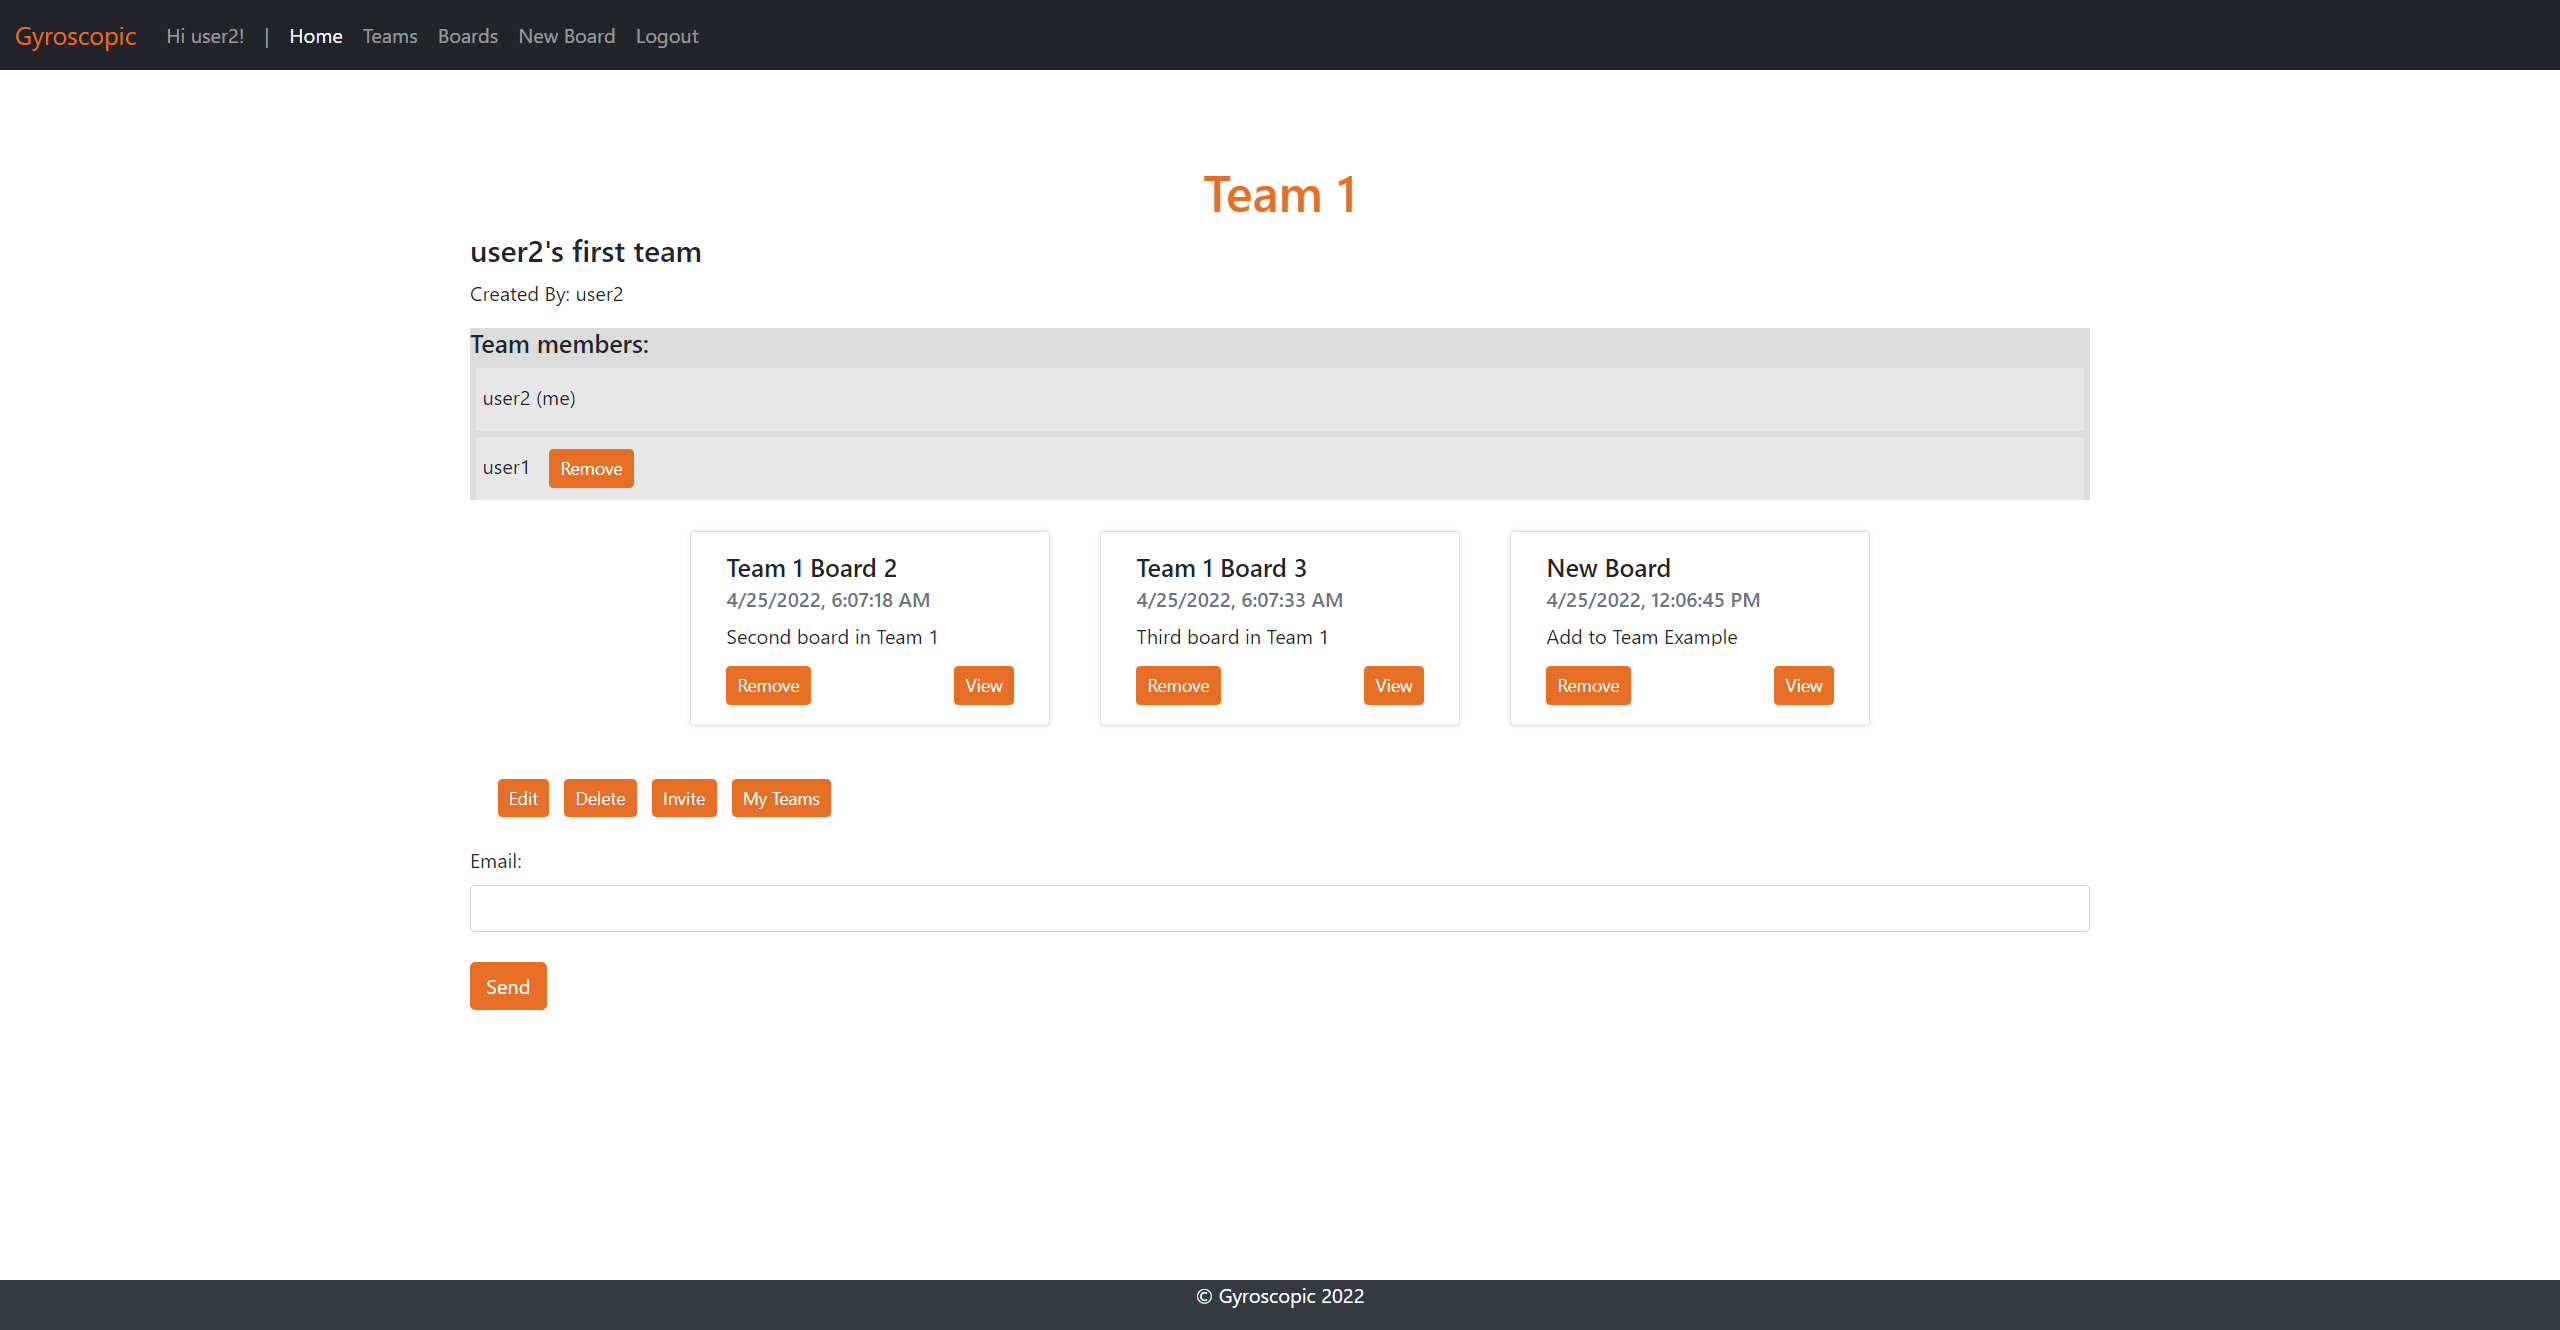 Gyroscopic Hi user2! | Home Teams Boards New Board Logout
Team 1
user2's first team
Created By: user2
Team members:
user2 (me)
user1 Remove
Team 1 Board 2
4/25/2022, 6:07:18 AM
Second board in Team 1
Remove View
Team 1 Board 3
4/25/2022, 6:07:33 AM
Third board in Team 1
Remove View
New Board
4/25/2022, 12:06:45 PM
Add to Team Example
Remove View
Edit Delete Invite My Teams
Email:
Send
© Gyroscopic 2022